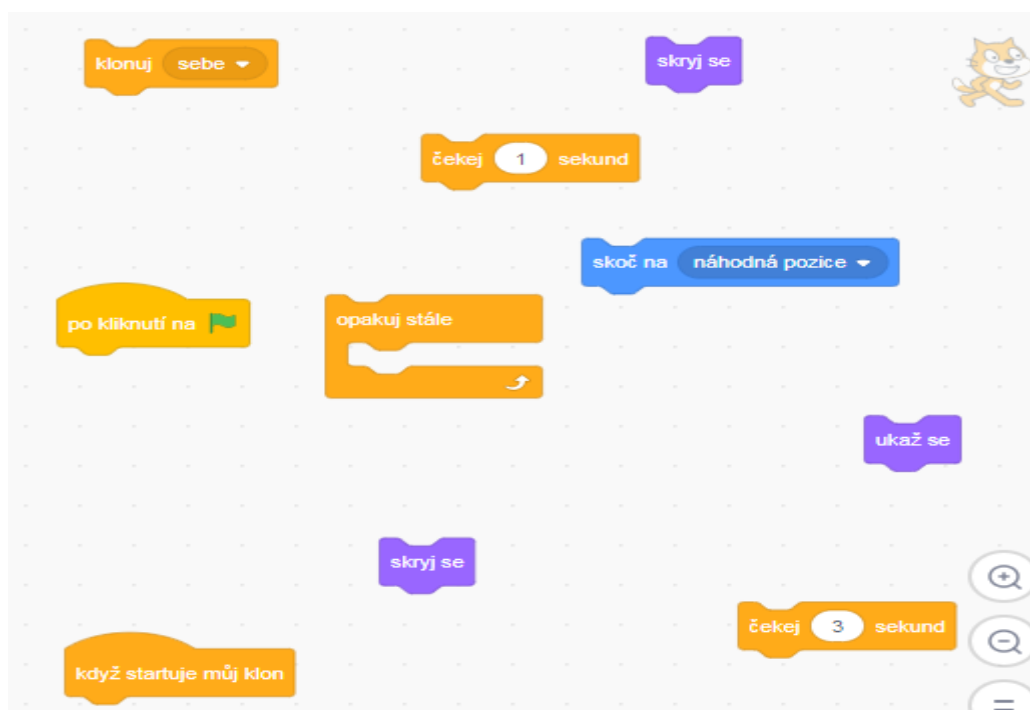 klonuj sebe
skryj se
čekej 1 sekund
skoč na náhodná pozice
po kliknutí na
opakuj stále
ukaž se
skryj se
čekej 3 sekund
když startuje můj klon